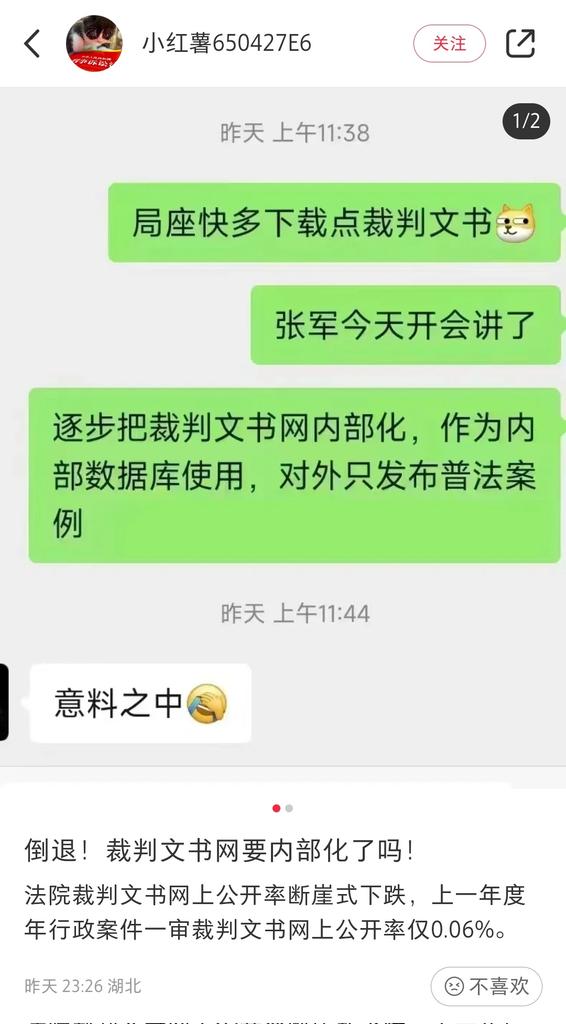 小红薯650427E6
关注
1/2
昨天 上午11:38
局座快多下载点裁判文书
张军今天开会讲了
逐步把裁判文书网内部化，作为内
部数据库使用，对外只发布普法案
例
昨天 上午11:44
意料之中
倒退！裁判文书网要内部化了吗！
法院裁判文书网上公开率断崖式下跌，上一年度
年行政案件一审裁判文书网上公开率仅0.06%。
昨天 23:26 湖北
不喜欢